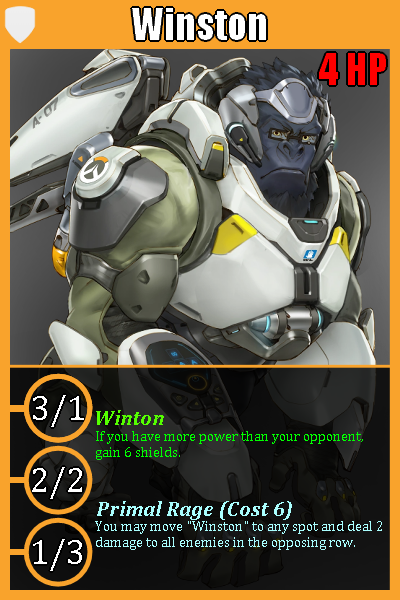 Winston
4 HP
A-07
3/1
Winton
If you have more power than your opponent,
gain 6 shields.
2/2
Primal Rage (Cost 6)
You may move "Winston" to any spot and deal 2
damage to all enemies in the opposing row.
1/3